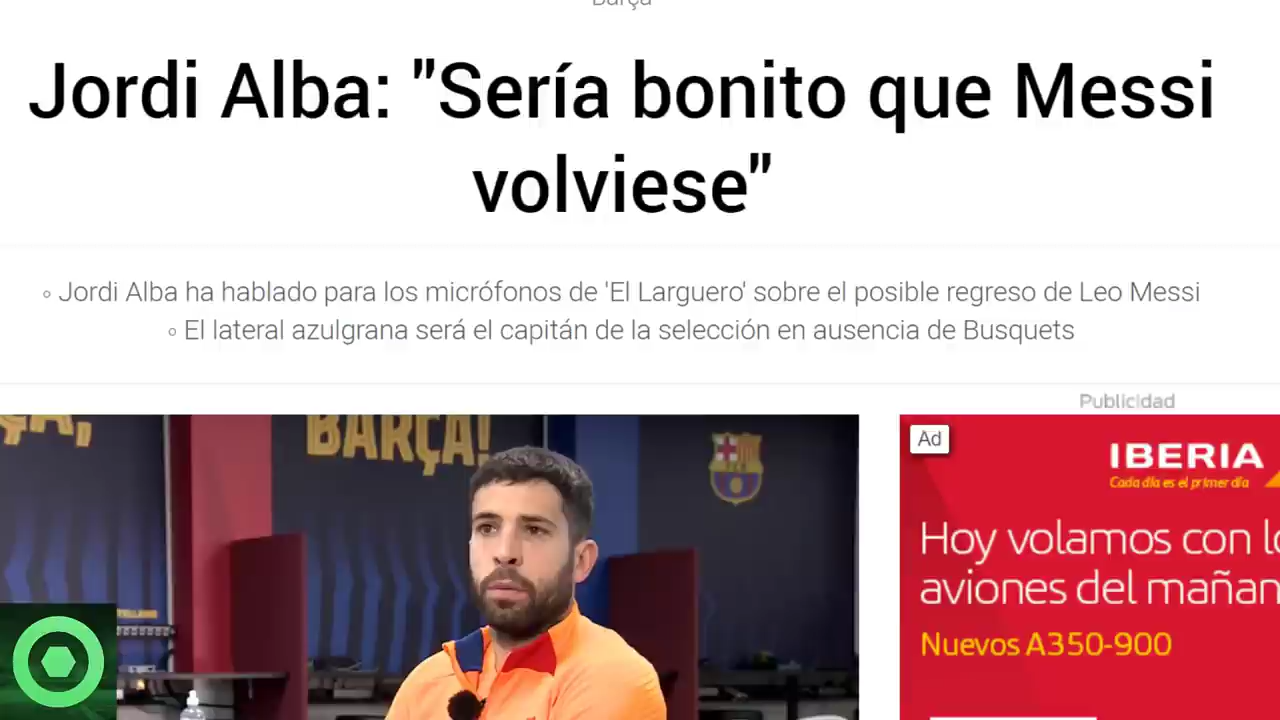 Barça
Jordi Alba: "Sería bonito que Messi
volviese"
◦ Jordi Alba ha hablado para los micrófonos de 'El Larguero' sobre el posible regreso de Leo Messi
◦ El lateral azulgrana será el capitán de la selección en ausencia de Busquets
Publicidad
BARÇA!
Ad
IBERIA
Cada día es el primer día
Hoy volamos con lo
aviones del mañan
Nuevos A350-900